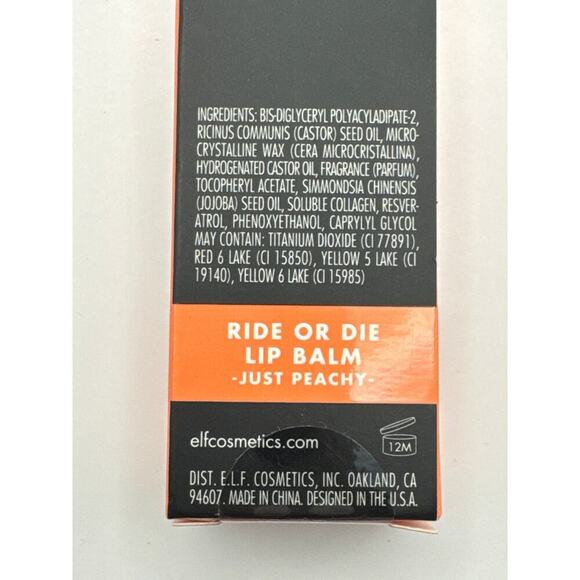 INGREDIENTS: BIS-DIGLYCERYL POLYACYLADIPATE-2,
RICINUS COMMUNIS (CASTOR) SEED OIL, MICRO-
CRYSTALLINE WAX (CERA MICROCRISTALLINA),
HYDROGENATED CASTOR OIL, FRAGRANCE (PARFUM),
TOCOPHERYL ACETATE, SIMMONDSIA CHINENSIS
(JOJOBA) SEED OIL, SOLUBLE COLLAGEN, RESVER-
ATROL, PHENOXYETHANOL, CAPRYLYL GLYCOL
MAY CONTAIN: TITANIUM DIOXIDE (CI 77891),
RED 6 LAKE (CI 15850), YELLOW 5 LAKE (CI
19140), YELLOW 6 LAKE (CI 15985)
RIDE OR DIE
LIP BALM
-JUST PEACHY-
elfcosmetics.com
12M
DIST. E.L.F. COSMETICS, INC. OAKLAND, CA
94607. MADE IN CHINA. DESIGNED IN THE U.S.A.